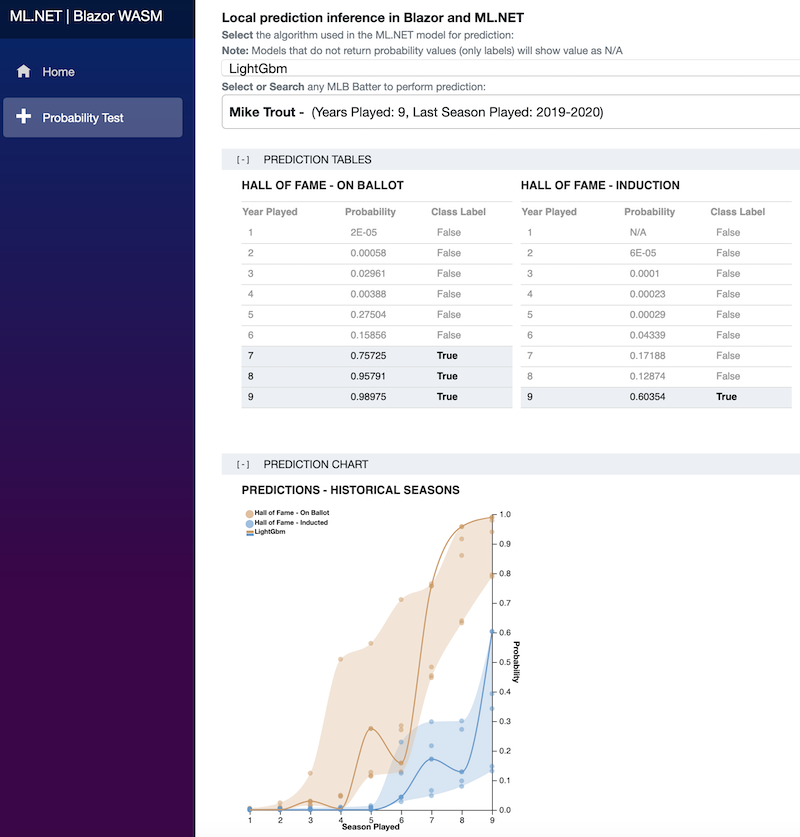 ML.NET | Blazor WASM
Home
Probability Test
Local prediction inference in Blazor and ML.NET
Select the algorithm used in the ML.NET model for prediction:
Note: Models that do not return probability values (only labels) will show value as N/A
LightGbm
Select or Search any MLB Batter to perform prediction:
Mike Trout - (Years Played: 9, Last Season Played: 2019-2020)
[-] PREDICTION TABLES
HALL OF FAME - ON BALLOT
Year Played Probability Class Label
1 2E-05 False
2 0.00058 False
3 0.02961 False
4 0.00388 False
5 0.27504 False
6 0.15856 False
7 0.75725 True
8 0.95791 True
9 0.98975 True
HALL OF FAME - INDUCTION
Year Played Probability Class Label
1 N/A False
2 6E-05 False
3 0.0001 False
4 0.00023 False
5 0.00029 False
6 0.04339 False
7 0.17188 False
8 0.12874 False
9 0.60354 True
[-] PREDICTION CHART
PREDICTIONS - HISTORICAL SEASONS
Hall of Fame - On Ballot
Hall of Fame - Inducted
LightGbm
1.0
0.9
0.8
0.7
0.6
0.5
0.4
0.3
0.2
0.1
0.0
Probability
1 2 3 4 5 6 7 8 9
Season Played